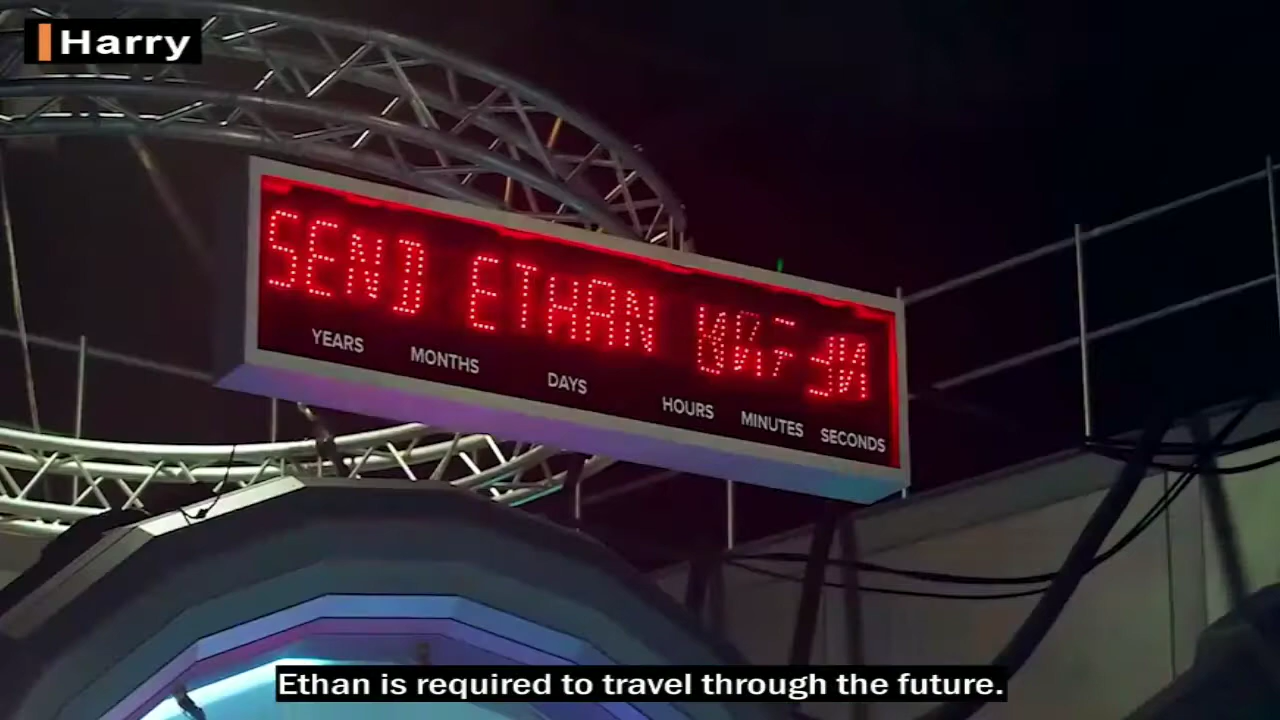 Harry
SEND ETHAN
YEARS MONTHS DAYS HOURS MINUTES SECONDS
Ethan is required to travel through the future.